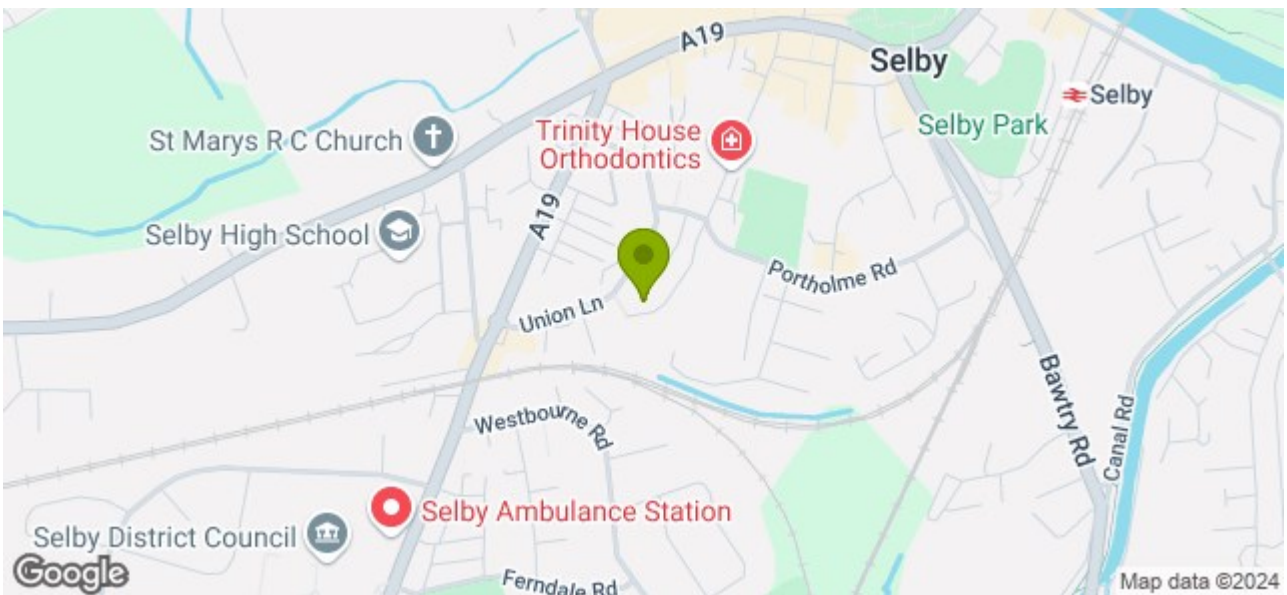 A19
Selby
Selby
St Marys R C Church
Trinity House
Orthodontics
Selby Park
A19
Selby High School
Portholme Rd
Union Ln
Bawtry Rd
Canal Rd
Westbourne Rd
Selby Ambulance Station
Selby District Council
Ferndale Rd
Google
Map data ©2024